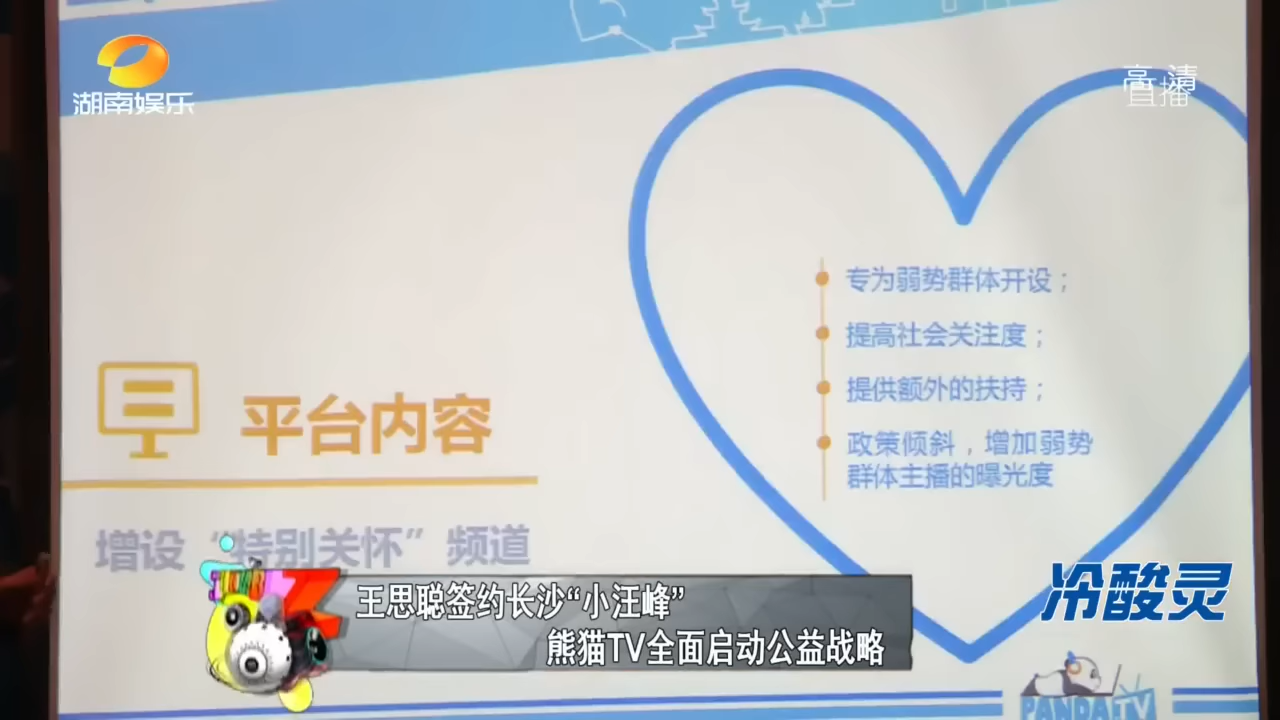 湖南娱乐
高清
直播
专为弱势群体开设；
提高社会关注度；
提供额外的扶持；
政策倾斜，增加弱势
群体主播的曝光度
平台内容
增设“特别关怀”频道
王思聪签约长沙“小汪峰”
熊猫TV全面启动公益战略
冷酸灵
PANDATV